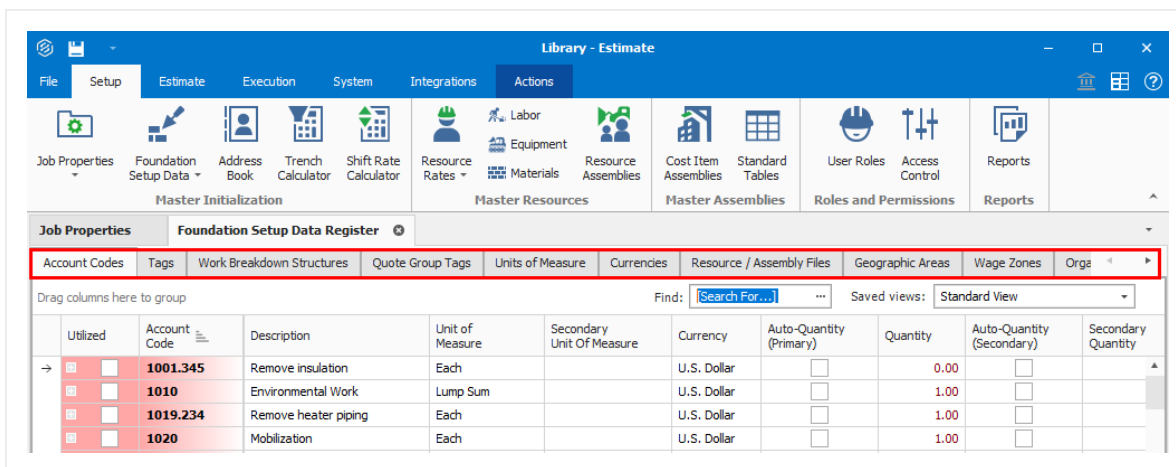 Library - Estimate
File Setup Estimate Execution System Integrations Actions
Job Properties Foundation Setup Data Address Book Trench Calculator Shift Rate Calculator
Master Initialization
Resource Rates Labor Equipment Materials Resource Assemblies
Master Resources
Cost Item Assemblies Standard Tables
Master Assemblies
User Roles Access Control
Roles and Permissions
Reports
Reports
Job Properties Foundation Setup Data Register
Account Codes Tags Work Breakdown Structures Quote Group Tags Units of Measure Currencies Resource / Assembly Files Geographic Areas Wage Zones Orga
Drag columns here to group Find: [Search For...] ... Saved views: Standard View
Utilized Account Code Description Unit of Measure Secondary Unit Of Measure Currency Auto-Quantity (Primary) Quantity Auto-Quantity (Secondary) Secondary Quantity
1001.345 Remove insulation Each U.S. Dollar 0.00
1010 Environmental Work Lump Sum U.S. Dollar 1.00
1019.234 Remove heater piping Each U.S. Dollar 1.00
1020 Mobilization Each U.S. Dollar 1.00